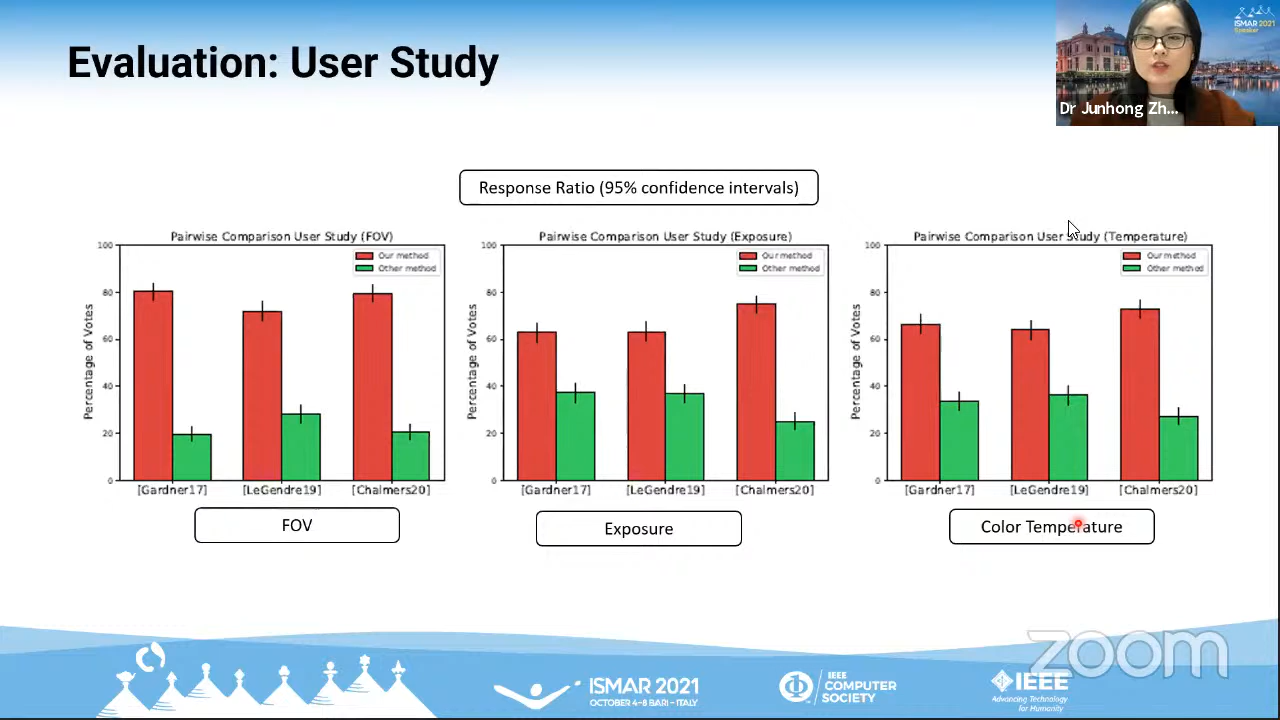 Evaluation: User Study
ISMAR 2021
Speaker
Dr Junhong Zh...
Response Ratio (95% confidence intervals)
Pairwise Comparison User Study (FOV)
Our method
Other method
Percentage of Votes
100
80
60
40
20
0
[Gardner17]
[LeGendre19]
[Chalmers20]
FOV
Pairwise Comparison User Study (Exposure)
Our method
Other method
Percentage of Votes
100
80
60
40
20
0
[Gardner17]
[LeGendre19]
[Chalmers20]
Exposure
Pairwise Comparison User Study (Temperature)
Our method
Other method
Percentage of Votes
100
80
60
40
20
0
[Gardner17]
[LeGendre19]
[Chalmers20]
Color Temperature
zoom
ISMAR 2021
OCTOBER 4-8 BARI - ITALY
IEEE
COMPUTER
SOCIETY
IEEE
Advancing Technology
for Humanity